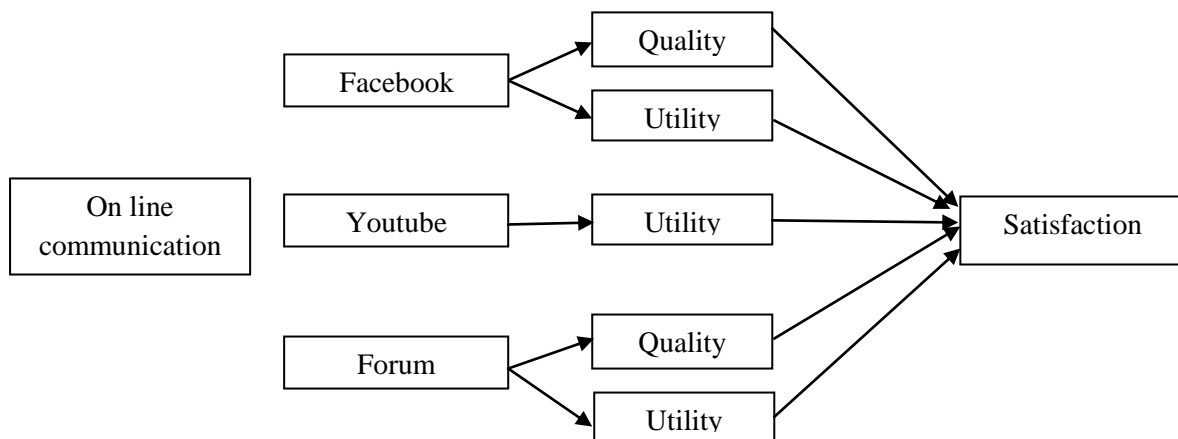 Quality
Facebook
Utility
On line
communication
Youtube
Utility
Satisfaction
Quality
Forum
Utility